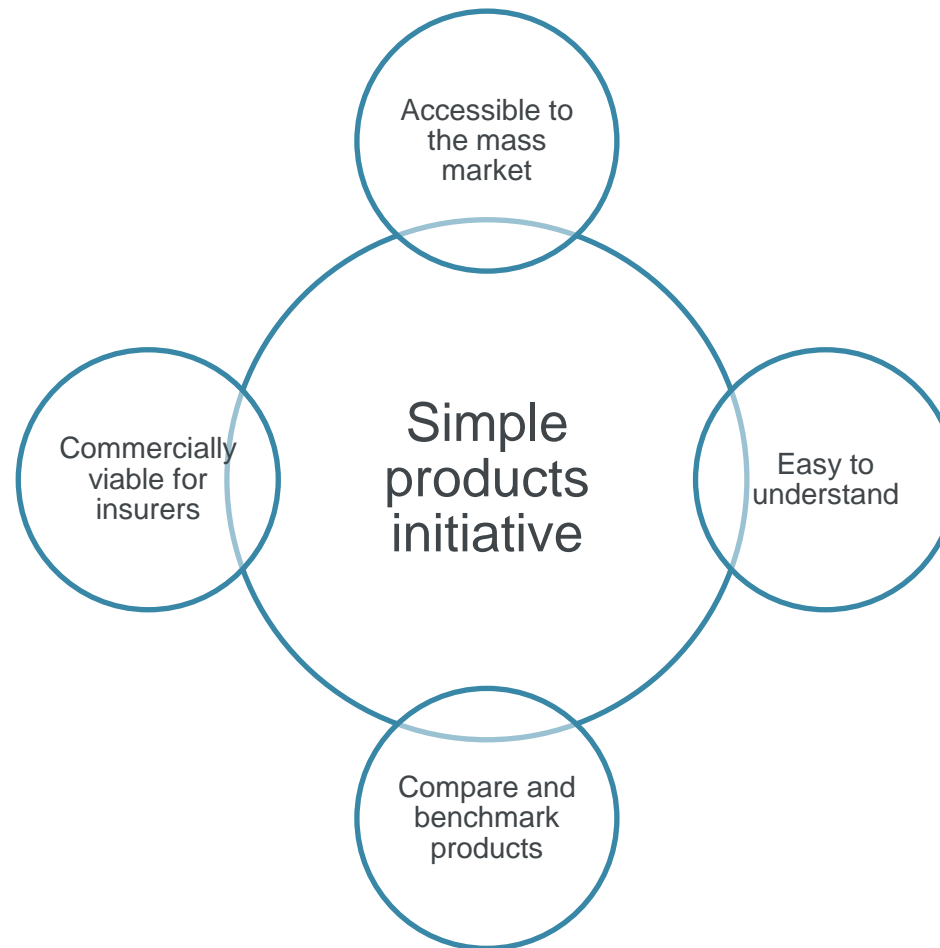 Accessible to
the mass
market
Simple
products
initiative
Commercially
viable for
insurers
Easy to
understand
Compare and
benchmark
products